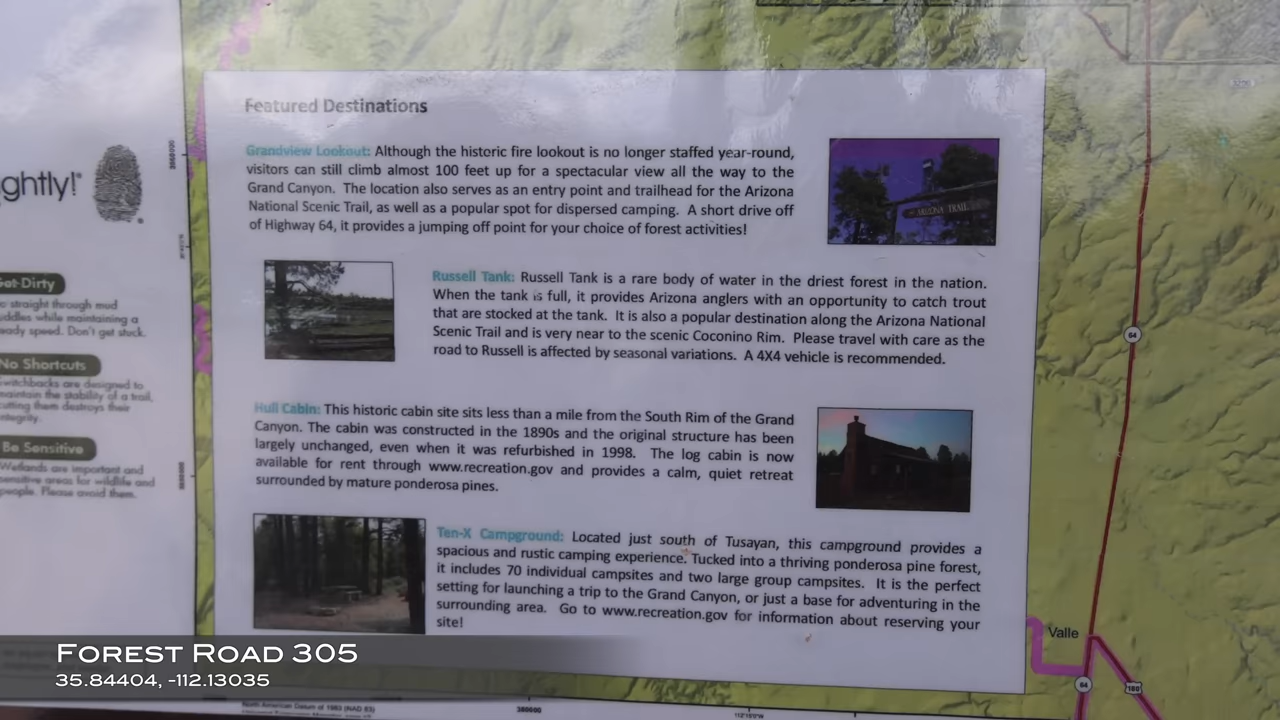 Featured Destinations
Grandview Lookout: Although the historic fire lookout is no longer staffed year-round,
visitors can still climb almost 100 feet up for a spectacular view all the way to the
Grand Canyon. The location also serves as an entry point and trailhead for the Arizona
National Scenic Trail, as well as a popular spot for dispersed camping. A short drive off
of Highway 64, it provides a jumping off point for your choice of forest activities!
ARIZONA TRAIL
Russell Tank: Russell Tank is a rare body of water in the driest forest in the nation.
When the tank is full, it provides Arizona anglers with an opportunity to catch trout
that are stocked at the tank. It is also a popular destination along the Arizona National
Scenic Trail and is very near to the scenic Coconino Rim. Please travel with care as the
road to Russell is affected by seasonal variations. A 4X4 vehicle is recommended.
Hull Cabin: This historic cabin site sits less than a mile from the South Rim of the Grand
Canyon. The cabin was constructed in the 1890s and the original structure has been
largely unchanged, even when it was refurbished in 1998. The log cabin is now
available for rent through www.recreation.gov and provides a calm, quiet retreat
surrounded by mature ponderosa pines.
Ten-X Campground: Located just south of Tusayan, this campground provides a
spacious and rustic camping experience. Tucked into a thriving ponderosa pine forest,
it includes 70 individual campsites and two large group campsites. It is the perfect
setting for launching a trip to the Grand Canyon, or just a base for adventuring in the
surrounding area. Go to www.recreation.gov for information about reserving your
site!
ghtly!
Get-Dirty
straight through mud
uddles while maintaining a
eady speed. Don't get stuck.
No Shortcuts
Switchbacks are designed to
maintain the stability of a trail,
cutting them destroys their
integrity.
Be Sensitive
Wetlands are important and
sensitive areas for wildlife and
people. Please avoid them.
64
Valle
64
180
North American Datum of 1983 (NAD 83)
380000
FOREST ROAD 305
35.84404, -112.13035